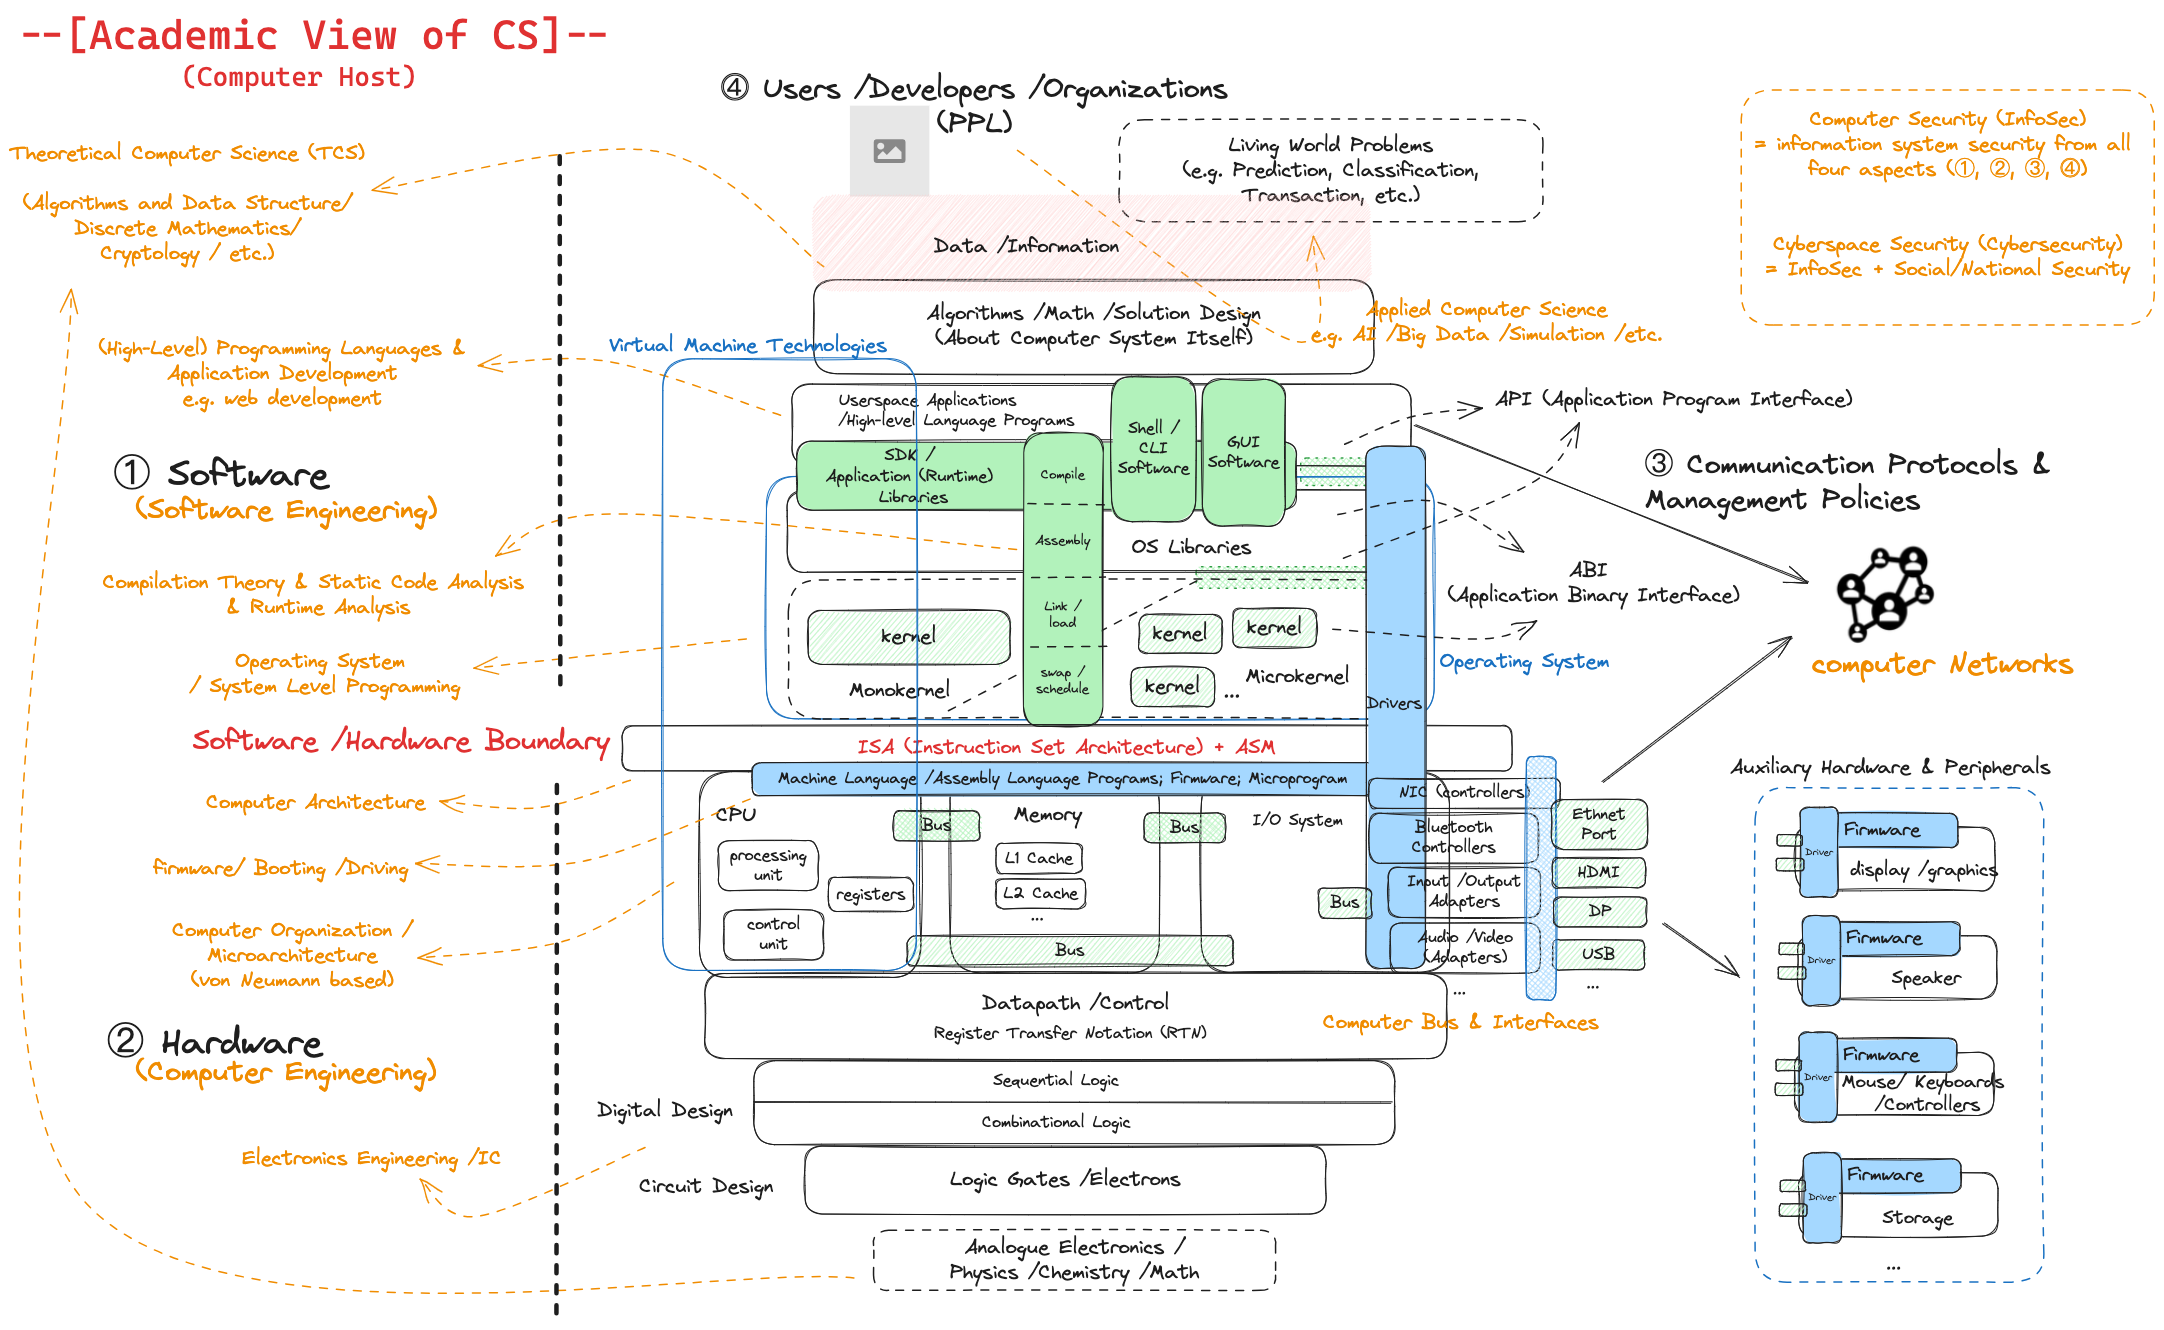 --[Academic View of CS]--
(Computer Host)
④ Users /Developers /Organizations
(PPL)
Living World Problems
(e.g. Prediction, Classification,
Transaction, etc.)
Computer Security (InfoSec)
= information system security from all
four aspects (①, ②, ③, ④)
Cyberspace Security (Cybersecurity)
= InfoSec + Social/National Security
Theoretical Computer Science (TCS)
(Algorithms and Data Structure/
Discrete Mathematics/
Cryptology / etc.)
Data /Information
Algorithms /Math /Solution Design
(About Computer System Itself)
Applied Computer Science
e.g. AI /Big Data /Simulation /etc.
Virtual Machine Technologies
(High-Level) Programming Languages &
Application Development
e.g. web development
Userspace Applications
/High-level Language Programs
SDK /
Application (Runtime)
Libraries
Compile
Assembly
Link /
load
swap /
schedule
Shell /
CLI
Software
GUI
Software
API (Application Program Interface)
① Software
(Software Engineering)
③ Communication Protocols &
Management Policies
OS Libraries
ABI
(Application Binary Interface)
Compilation Theory & Static Code Analysis
& Runtime Analysis
kernel
kernel
kernel
kernel
...
Monokernel
Microkernel
Drivers
Operating System
computer Networks
Operating System
/ System Level Programming
Software /Hardware Boundary
ISA (Instruction Set Architecture) + ASM
Machine Language /Assembly Language Programs; Firmware; Microprogram
Computer Architecture
firmware/ Booting /Driving
Computer Organization /
Microarchitecture
(von Neumann based)
CPU
processing
unit
registers
control
unit
Bus
Memory
L1 Cache
L2 Cache
...
Bus
I/O System
Bus
Bus
NIC (controllers)
Bluetooth
Controllers
Input /Output
Adapters
Audio /Video
(Adapters)
...
Ethnet
Port
HDMI
DP
USB
...
Computer Bus & Interfaces
Auxiliary Hardware & Peripherals
Firmware
Driver
display /graphics
Firmware
Driver
Speaker
Firmware
Driver
Mouse/ Keyboards
/Controllers
Firmware
Driver
Storage
...
② Hardware
(Computer Engineering)
Datapath /Control
Register Transfer Notation (RTN)
Digital Design
Sequential Logic
Combinational Logic
Electronics Engineering /IC
Circuit Design
Logic Gates /Electrons
Analogue Electronics /
Physics /Chemistry /Math